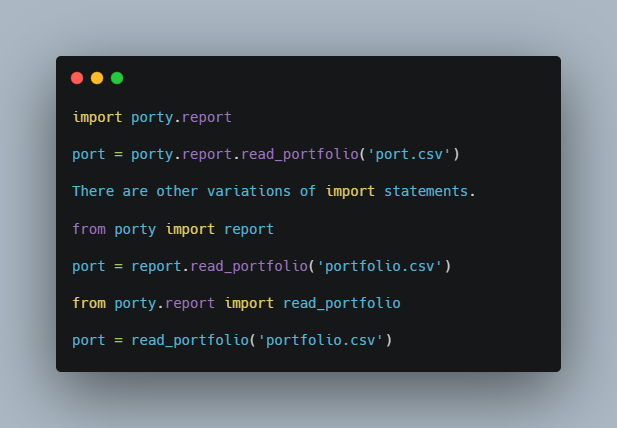 import porty.report
port = porty.report.read_portfolio('port.csv')
There are other variations of import statements.
from porty import report
port = report.read_portfolio('portfolio.csv')
from porty.report import read_portfolio
port = read_portfolio('portfolio.csv')